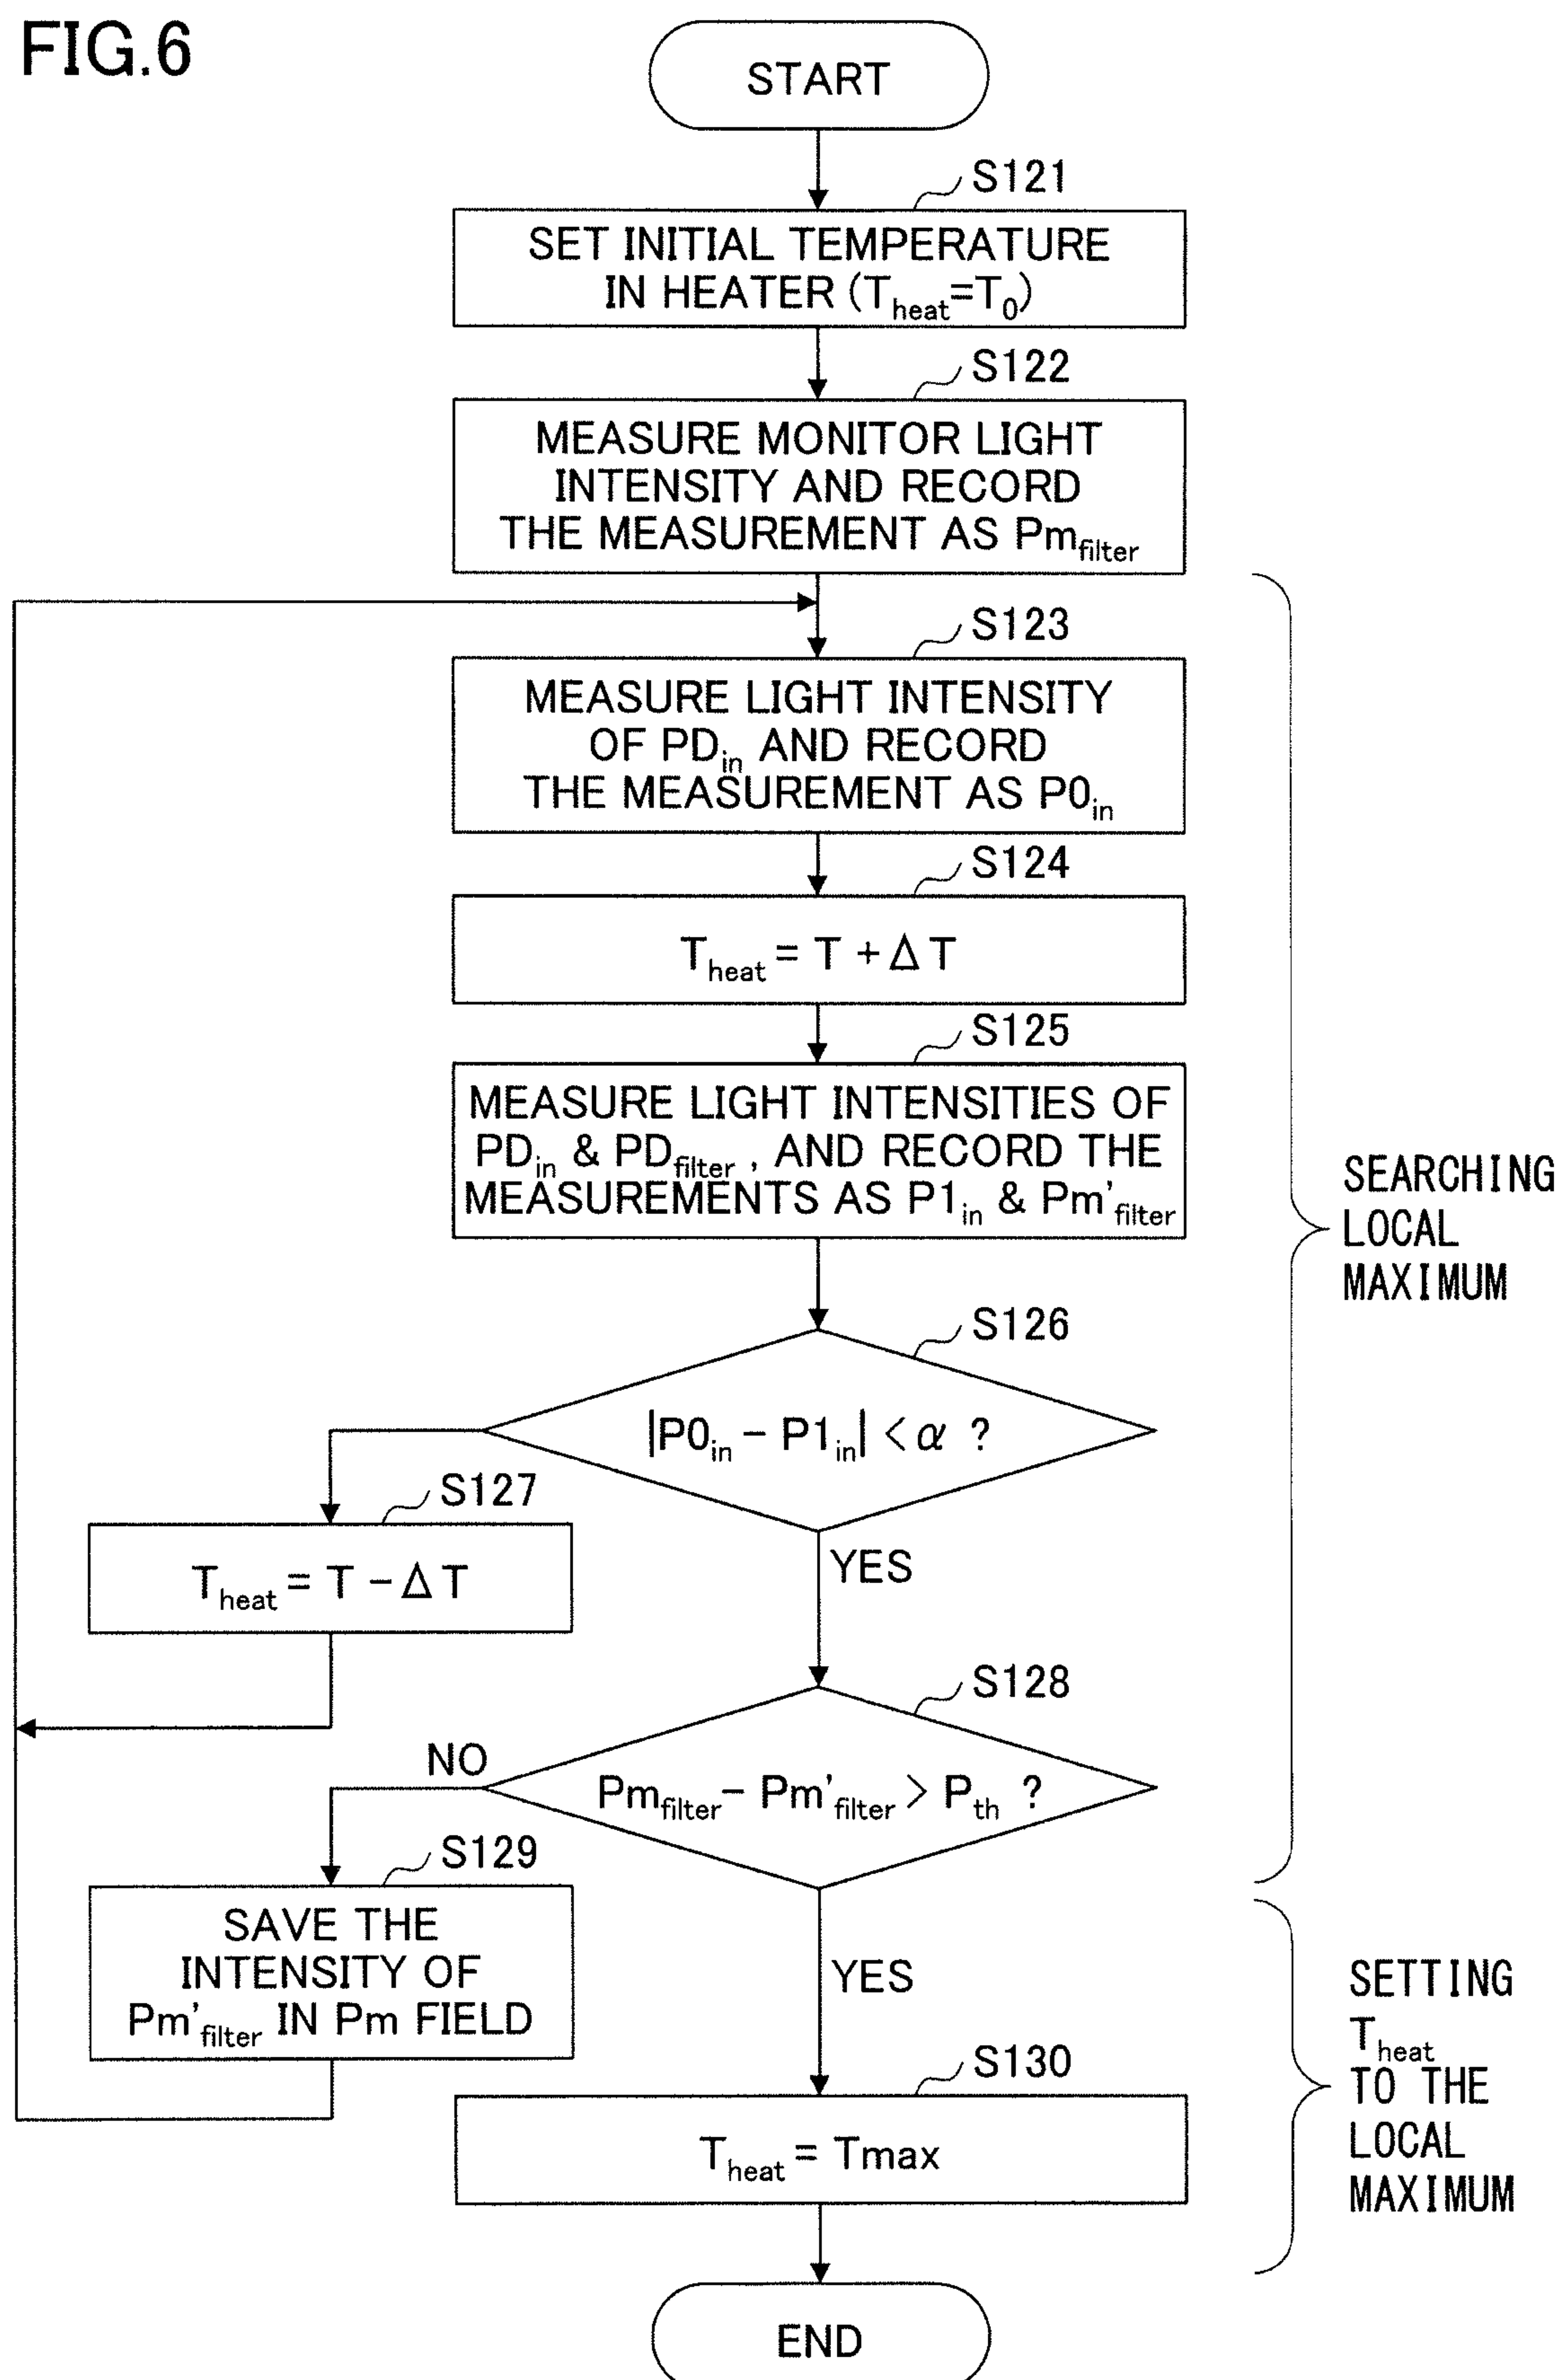 FIG.6
START
S121
SET INITIAL TEMPERATURE
IN HEATER (Theat=T0)
S122
MEASURE MONITOR LIGHT
INTENSITY AND RECORD
THE MEASUREMENT AS Pmfilter
S123
MEASURE LIGHT INTENSITY
OF PDin AND RECORD
THE MEASUREMENT AS P0in
S124
Theat = T + Δ T
S125
MEASURE LIGHT INTENSITIES OF
PDin & PDfilter , AND RECORD THE
MEASUREMENTS AS P1in & Pm'filter
SEARCHING
LOCAL
MAXIMUM
S126
|P0in − P1in| < α ?
S127
Theat = T − Δ T
YES
S128
NO
Pmfilter − Pm'filter > Pth ?
S129
SAVE THE
INTENSITY OF
Pm'filter IN Pm FIELD
YES
SETTING
Theat
TO THE
LOCAL
MAXIMUM
S130
Theat = Tmax
END